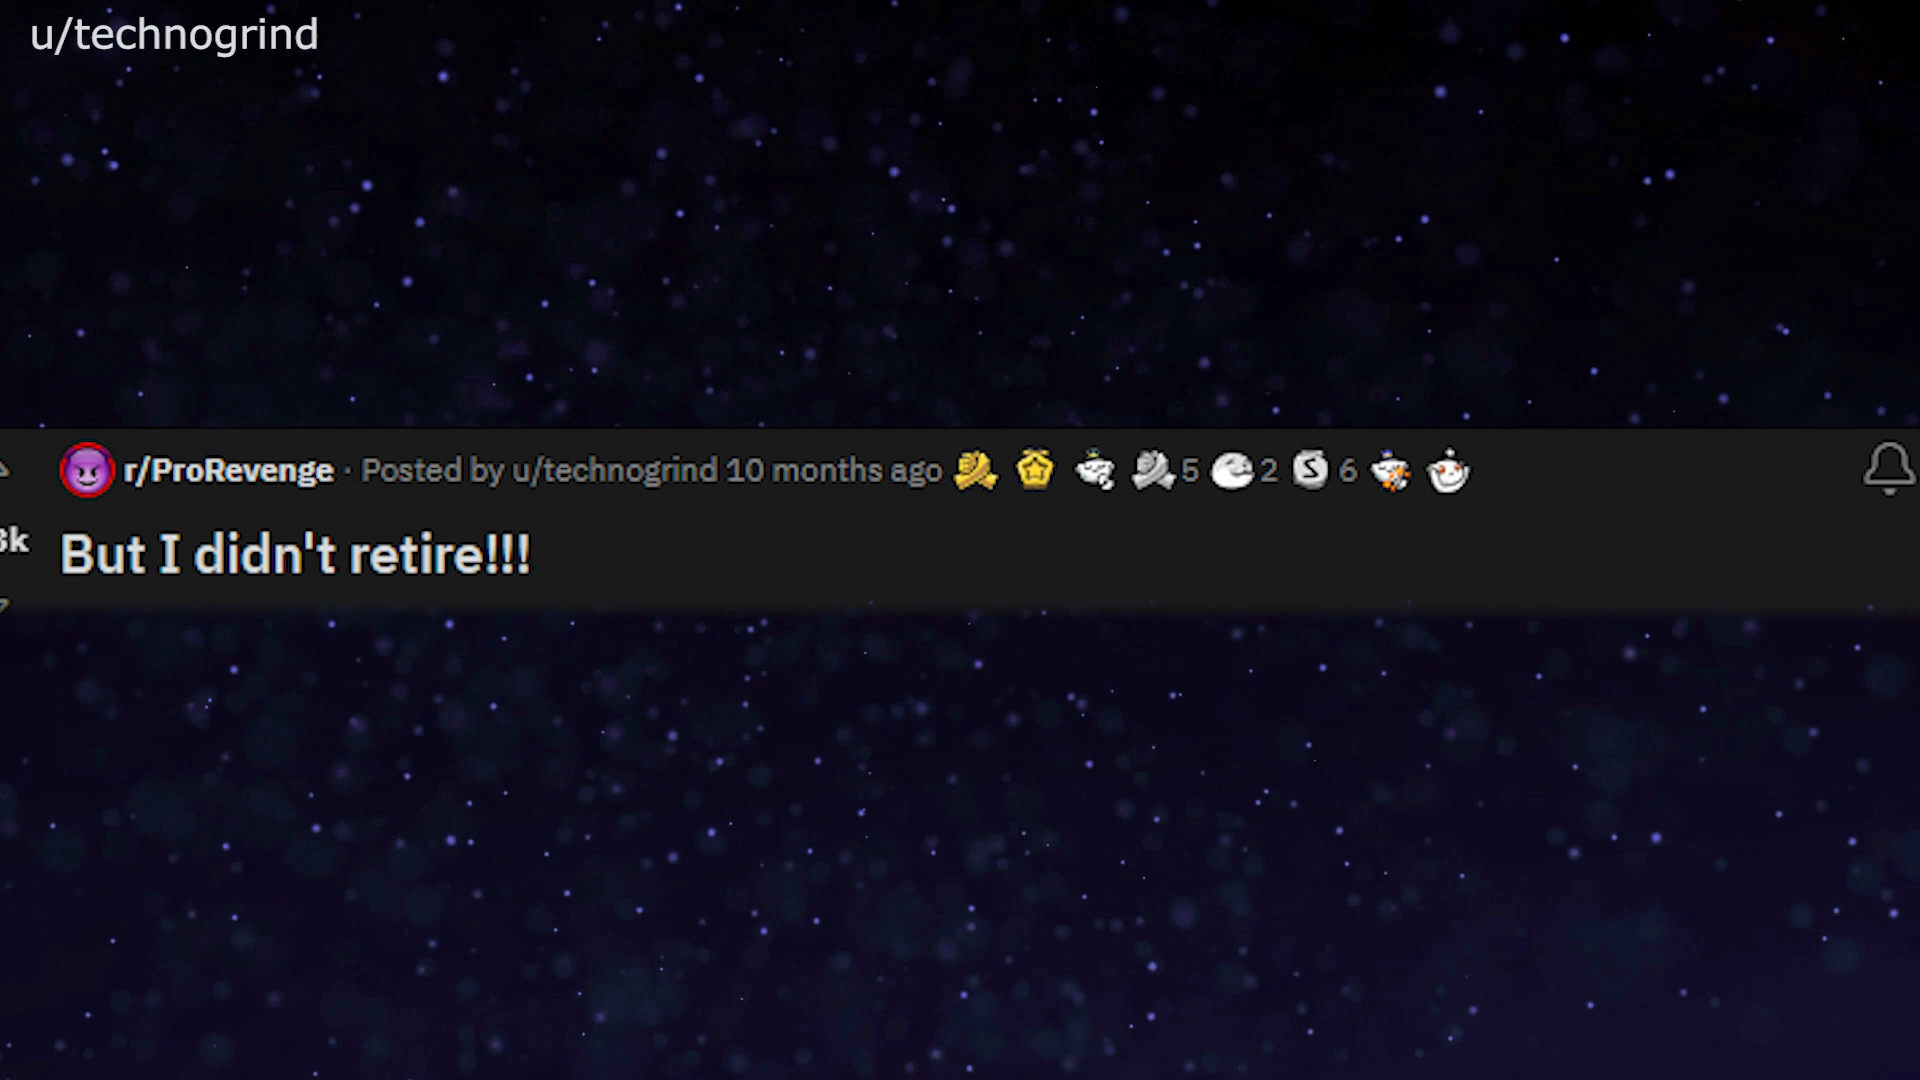 u/technogrind
r/ProRevenge · Posted by u/technogrind 10 months ago 5 2 S 6
But I didn't retire!!!